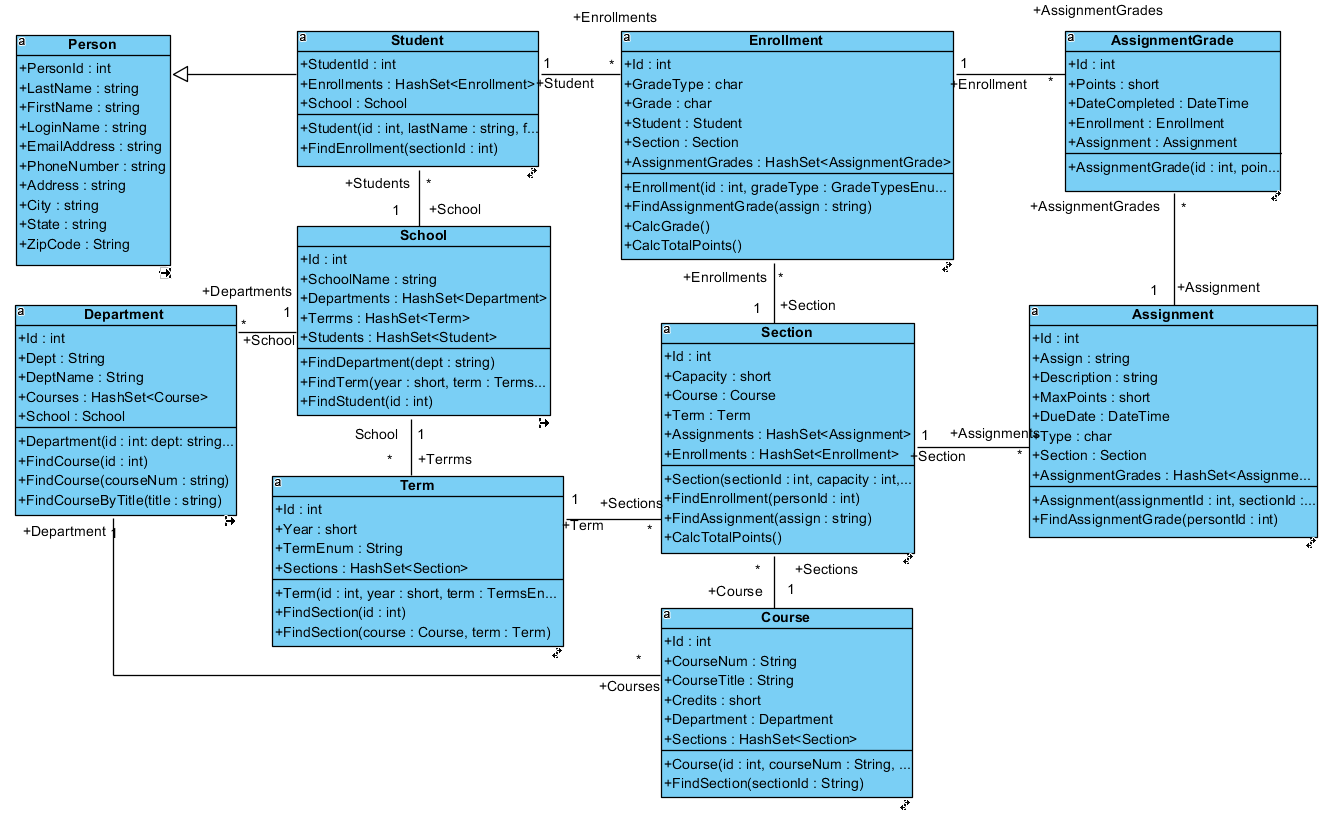 +Enrollments
+AssignmentGrades
a
Person
+PersonId : int
+LastName : string
+FirstName : string
+LoginName : string
+EmailAddress : string
+PhoneNumber : string
+Address : string
+City : string
+State : string
+ZipCode : String
a
Student
+StudentId : int
+Enrollments : HashSet<Enrollment>
+School : School
+Student(id : int, lastName : string, f...
+FindEnrollment(sectionId : int)
1
*
+Student
a
Enrollment
+Id : int
+GradeType : char
+Grade : char
+Student : Student
+Section : Section
+AssignmentGrades : HashSet<AssignmentGrade>
+Enrollment(id : int, gradeType : GradeTypesEnu...
+FindAssignmentGrade(assign : string)
+CalcGrade()
+CalcTotalPoints()
1
*
+Enrollment
a
AssignmentGrade
+Id : int
+Points : short
+DateCompleted : DateTime
+Enrollment : Enrollment
+Assignment : Assignment
+AssignmentGrade(id : int, poin...
+Students
*
1
+School
+AssignmentGrades
*
1
+Assignment
a
School
+Id : int
+SchoolName : string
+Departments : HashSet<Department>
+Terrms : HashSet<Term>
+Students : HashSet<Student>
+FindDepartment(dept : string)
+FindTerm(year : short, term : Terms...
+FindStudent(id : int)
+Enrollments
*
1
+Section
+Departments
1
*
+School
a
Department
+Id : int
+Dept : String
+DeptName : String
+Courses : HashSet<Course>
+School : School
+Department(id : int: dept: string...
+FindCourse(id : int)
+FindCourse(courseNum : string)
+FindCourseByTitle(title : string)
a
Section
+Id : int
+Capacity : short
+Course : Course
+Term : Term
+Assignments : HashSet<Assignment>
+Enrollments : HashSet<Enrollment>
+Section(sectionId : int, capacity : int,...
+FindEnrollment(personId : int)
+FindAssignment(assign : string)
+CalcTotalPoints()
a
Assignment
+Id : int
+Assign : string
+Description : string
+MaxPoints : short
+DueDate : DateTime
+Type : char
+Section : Section
+AssignmentGrades : HashSet<Assignme...
+Assignment(assignmentId : int, sectionId :...
+FindAssignmentGrade(persontId : int)
1
+Assignments
+Section
*
School
1
*
+Terrms
a
Term
+Id : int
+Year : short
+TermEnum : String
+Sections : HashSet<Section>
+Term(id : int, year : short, term : TermsEn...
+FindSection(id : int)
+FindSection(course : Course, term : Term)
1
+Sections
+Term
*
+Department
1
*
+Sections
+Course
1
a
Course
+Id : int
+CourseNum : String
+CourseTitle : String
+Credits : short
+Department : Department
+Sections : HashSet<Section>
+Course(id : int, courseNum : String, ...
+FindSection(sectionId : String)
*
+Courses